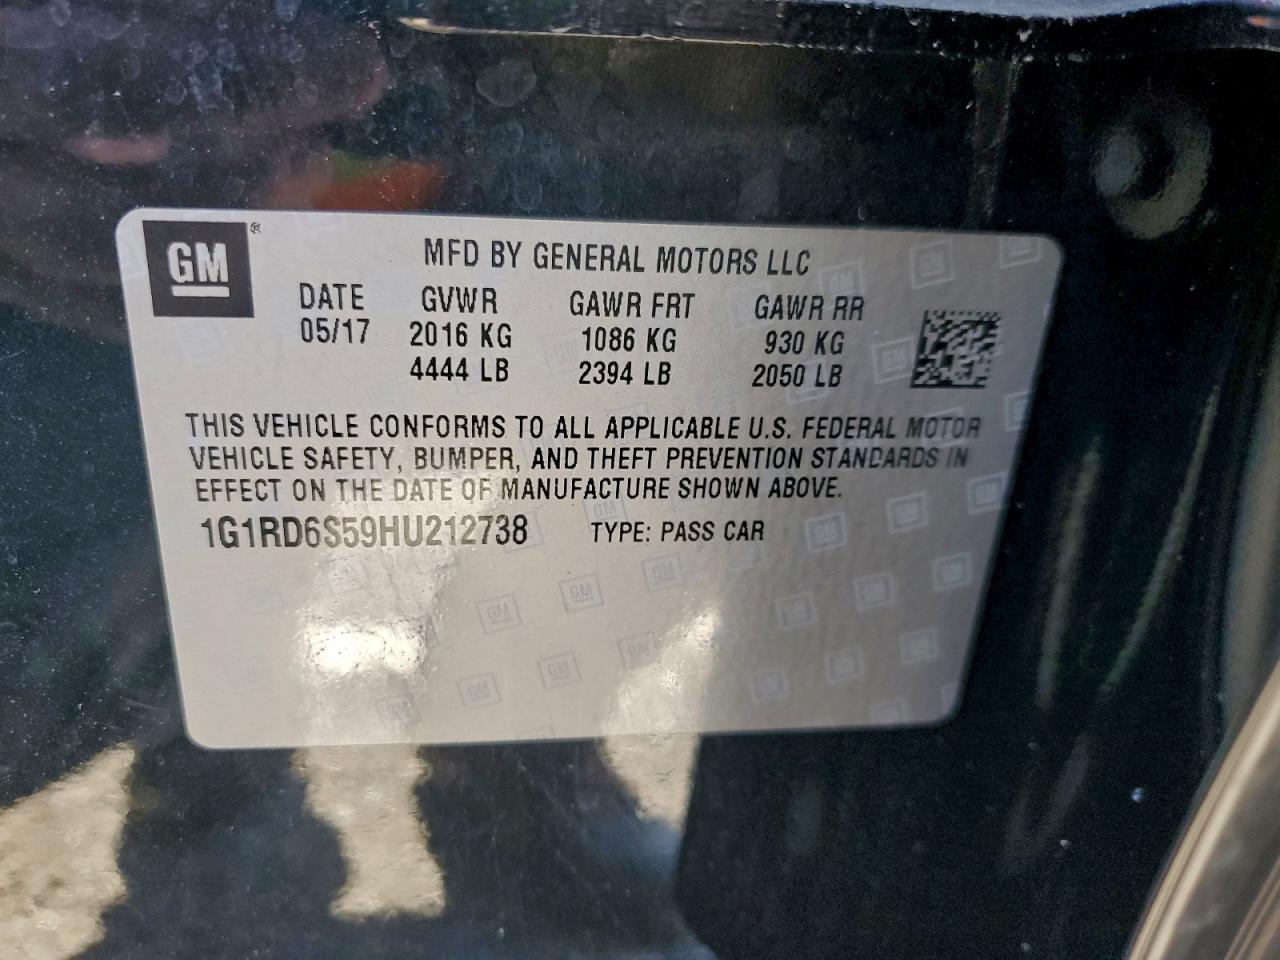 GM®
MFD BY GENERAL MOTORS LLC
DATE GVWR GAWR FRT GAWR RR
05/17 2016 KG 1086 KG 930 KG
4444 LB 2394 LB 2050 LB
THIS VEHICLE CONFORMS TO ALL APPLICABLE U.S. FEDERAL MOTOR
VEHICLE SAFETY, BUMPER, AND THEFT PREVENTION STANDARDS IN
EFFECT ON THE DATE OF MANUFACTURE SHOWN ABOVE.
1G1RD6S59HU212738 TYPE: PASS CAR